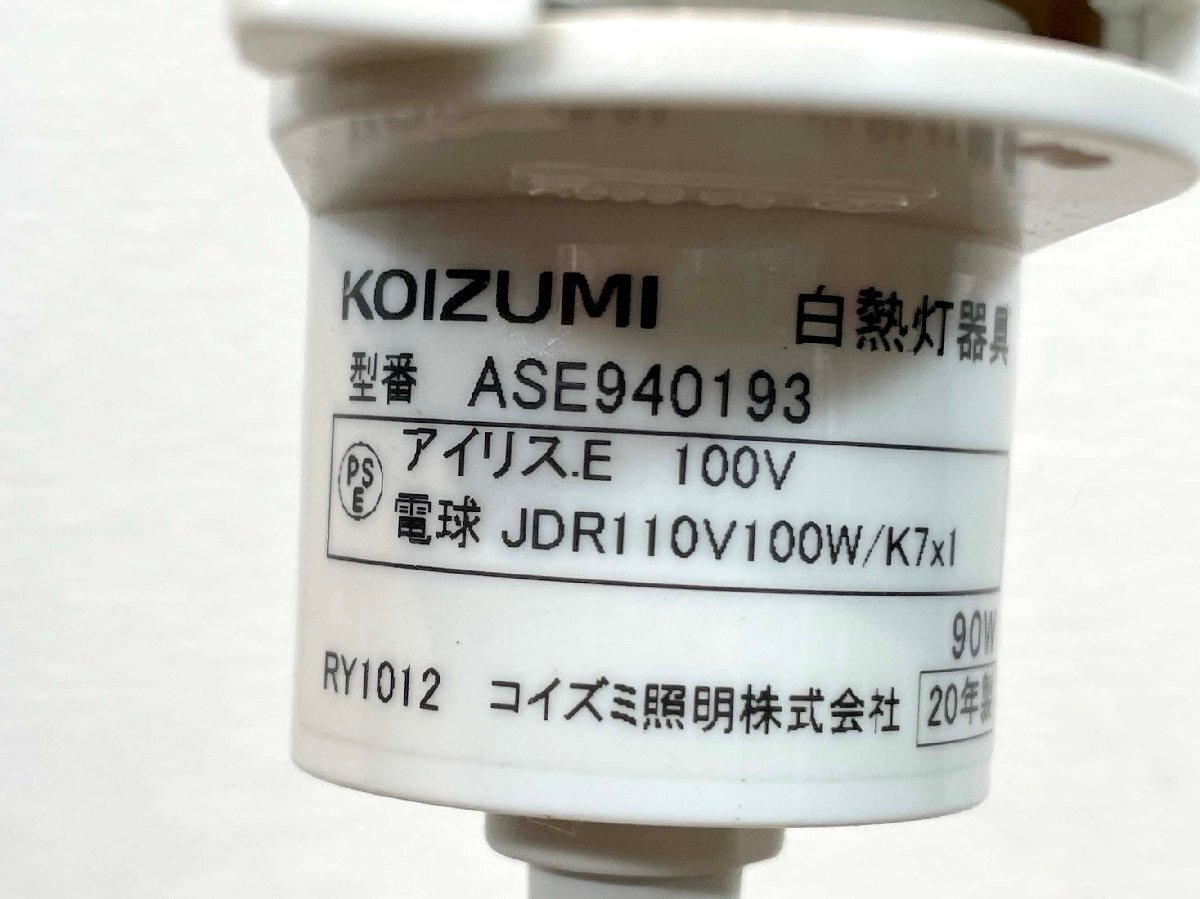 KOIZUMI 白熱灯器具
型番 ASE940193
PS
E
アイリス.E 100V
電球 JDR110V100W/K7x1
90W
RY1012 コイズミ照明株式会社 20年製